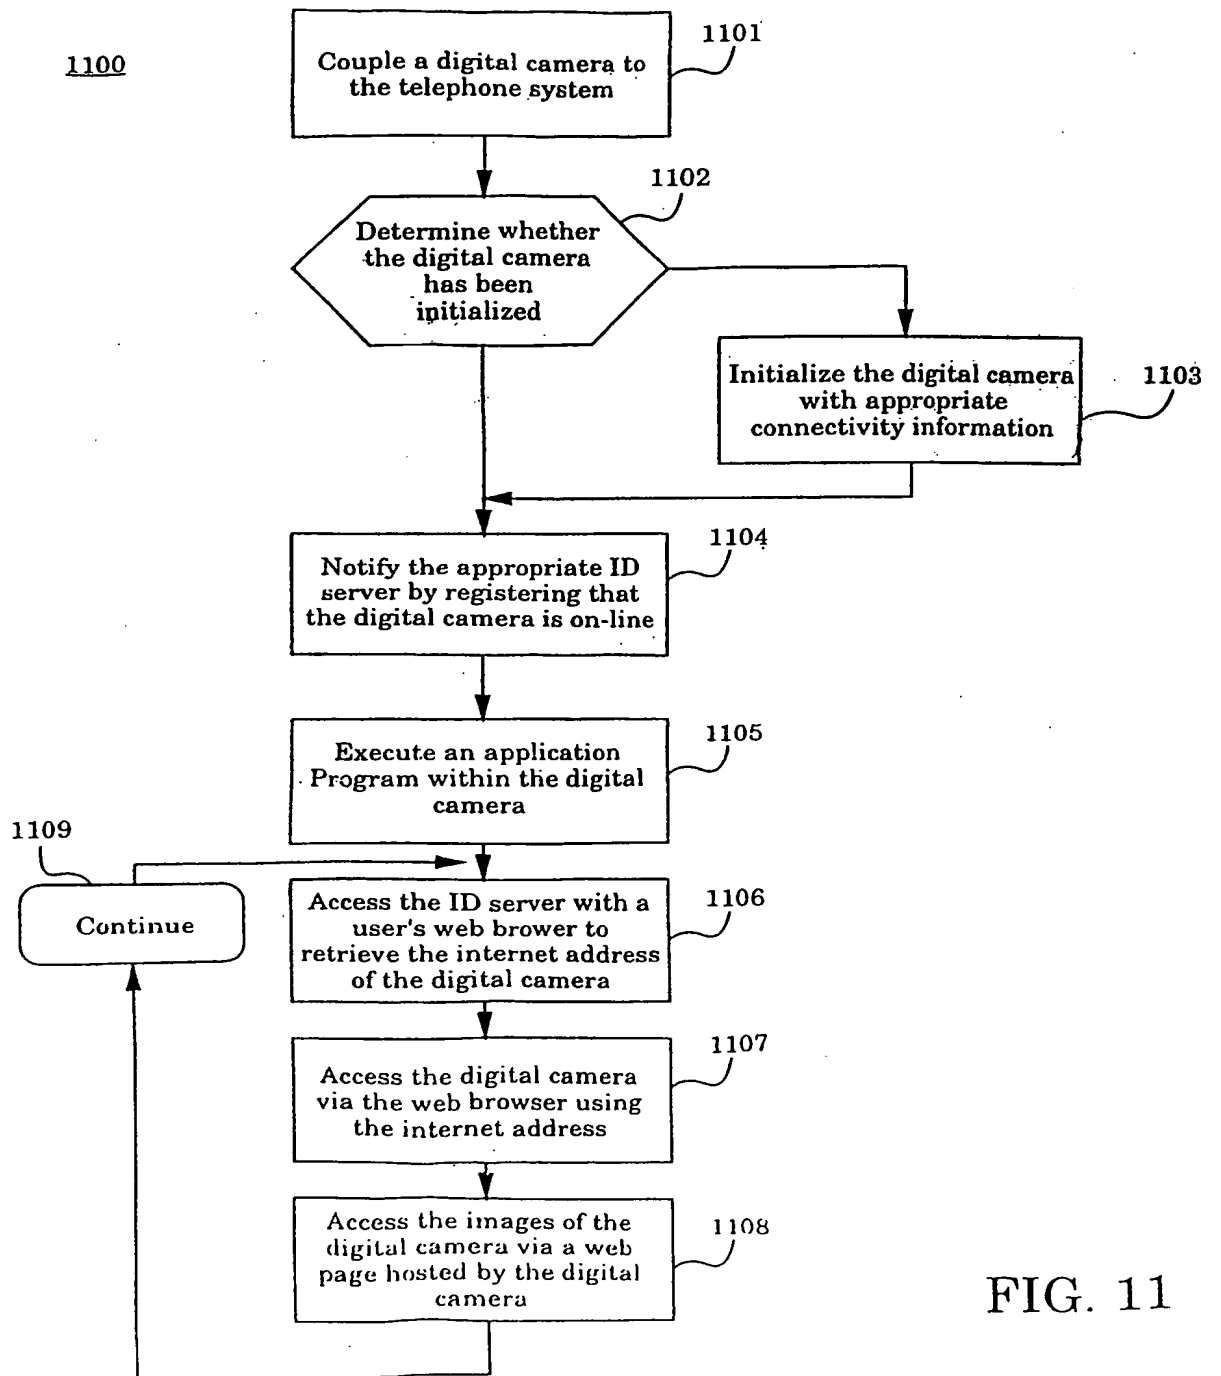 1100
Couple a digital camera to
the telephone system
1101
Determine whether
the digital camera
has been
initialized
1102
Initialize the digital camera
with appropriate
connectivity information
1103
Notify the appropriate ID
server by registering that
the digital camera is on-line
1104
Execute an application
Program within the digital
camera
1105
1109
Continue
Access the ID server with a
user's web brower to
retrieve the internet address
of the digital camera
1106
Access the digital camera
via the web browser using
the internet address
1107
Access the images of the
digital camera via a web
page hosted by the digital
camera
1108
FIG. 11